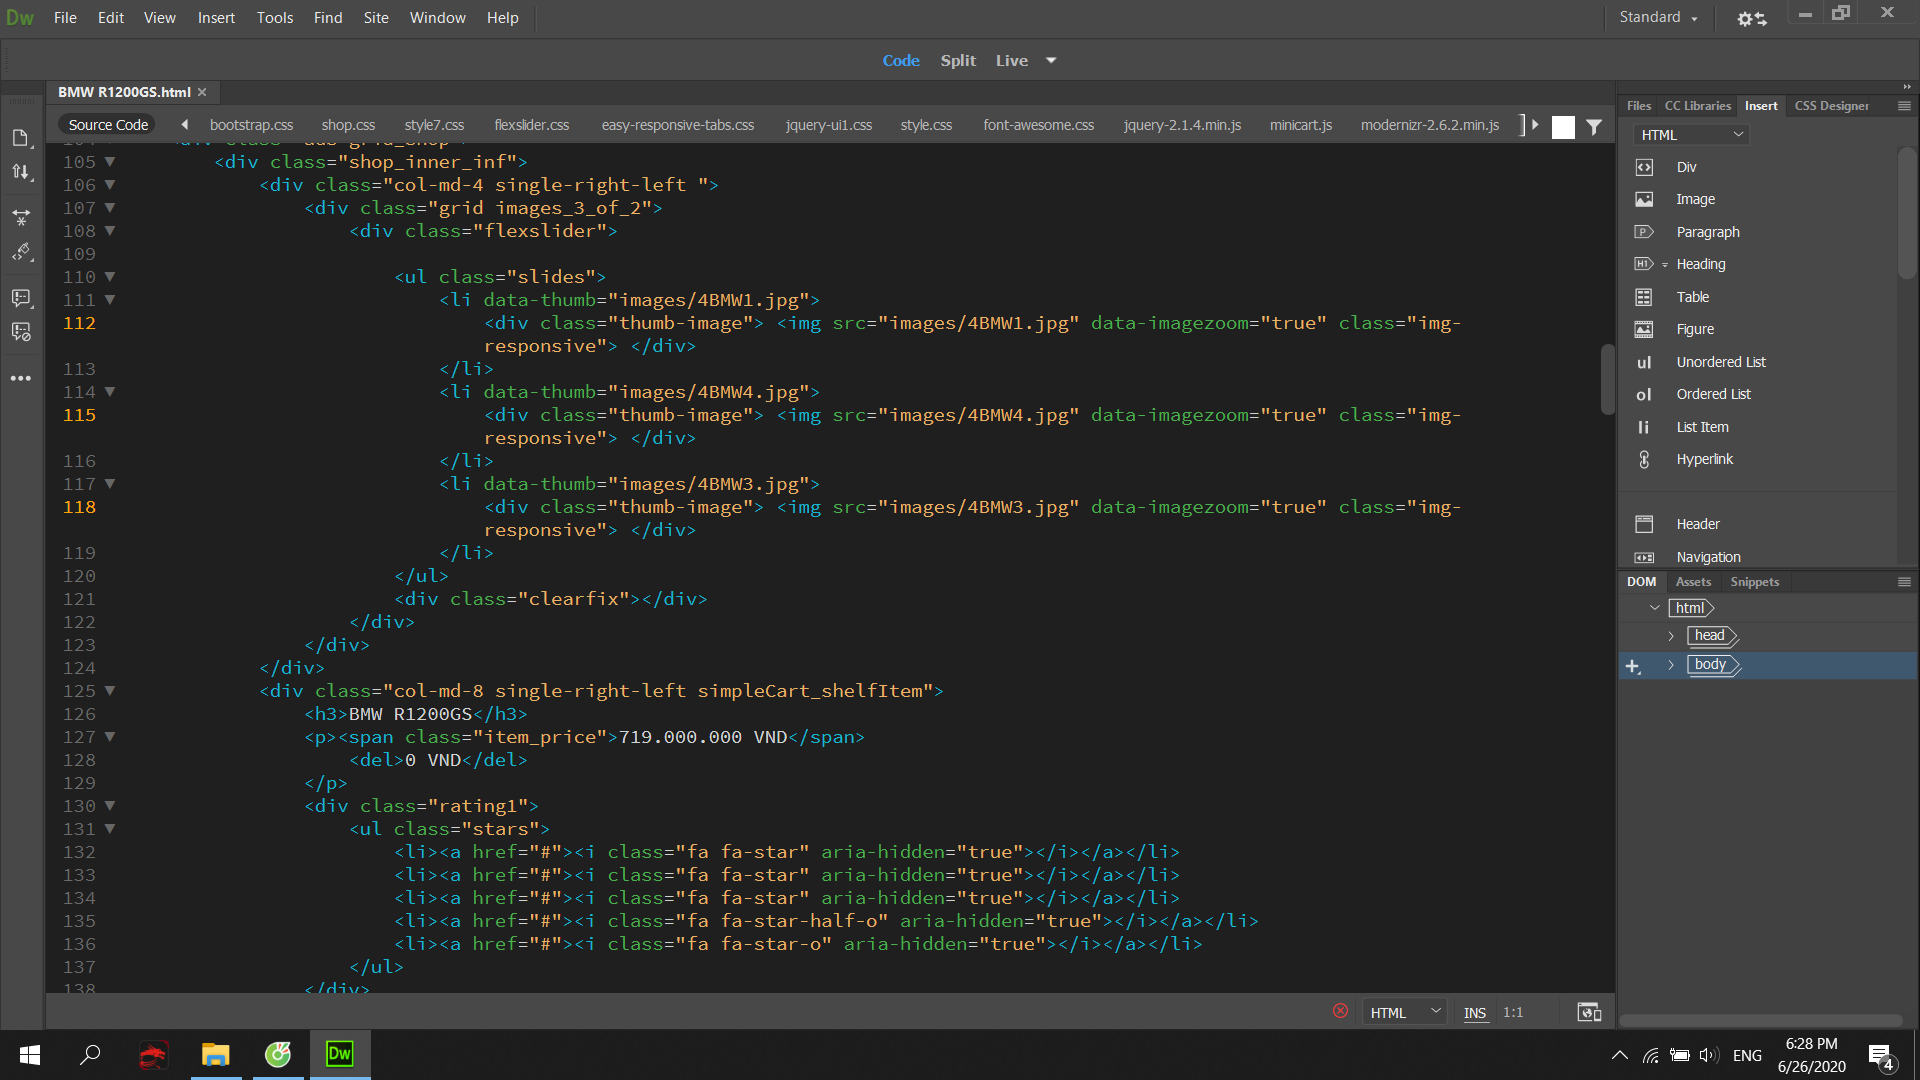 Dw File Edit View Insert Tools Find Site Window Help Standard
Code Split Live
BMW R1200GS.html
Source Code bootstrap.css shop.css style7.css flexslider.css easy-responsive-tabs.css jquery-ui1.css style.css font-awesome.css jquery-2.1.4.min.js minicart.js modernizr-2.6.2.min.js
105 <div class="shop_inner_inf">
106 <div class="col-md-4 single-right-left ">
107 <div class="grid images_3_of_2">
108 <div class="flexslider">
109
110 <ul class="slides">
111 <li data-thumb="images/4BMW1.jpg">
112 <div class="thumb-image"> <img src="images/4BMW1.jpg" data-imagezoom="true" class="img-
responsive"> </div>
113 </li>
114 <li data-thumb="images/4BMW4.jpg">
115 <div class="thumb-image"> <img src="images/4BMW4.jpg" data-imagezoom="true" class="img-
responsive"> </div>
116 </li>
117 <li data-thumb="images/4BMW3.jpg">
118 <div class="thumb-image"> <img src="images/4BMW3.jpg" data-imagezoom="true" class="img-
responsive"> </div>
119 </li>
120 </ul>
121 <div class="clearfix"></div>
122 </div>
123 </div>
124 </div>
125 <div class="col-md-8 single-right-left simpleCart_shelfItem">
126 <h3>BMW R1200GS</h3>
127 <p><span class="item_price">719.000.000 VND</span>
128 <del>0 VND</del>
129 </p>
130 <div class="rating1">
131 <ul class="stars">
132 <li><a href="#"><i class="fa fa-star" aria-hidden="true"></i></a></li>
133 <li><a href="#"><i class="fa fa-star" aria-hidden="true"></i></a></li>
134 <li><a href="#"><i class="fa fa-star" aria-hidden="true"></i></a></li>
135 <li><a href="#"><i class="fa fa-star-half-o" aria-hidden="true"></i></a></li>
136 <li><a href="#"><i class="fa fa-star-o" aria-hidden="true"></i></a></li>
137 </ul>
138 </div>
HTML INS 1:1
Files CC Libraries Insert CSS Designer
HTML
Div
Image
P Paragraph
H1 Heading
Table
Figure
ul Unordered List
ol Ordered List
li List Item
Hyperlink
Header
Navigation
DOM Assets Snippets
html
head
body
Dw ENG 6:28 PM
6/26/2020
4